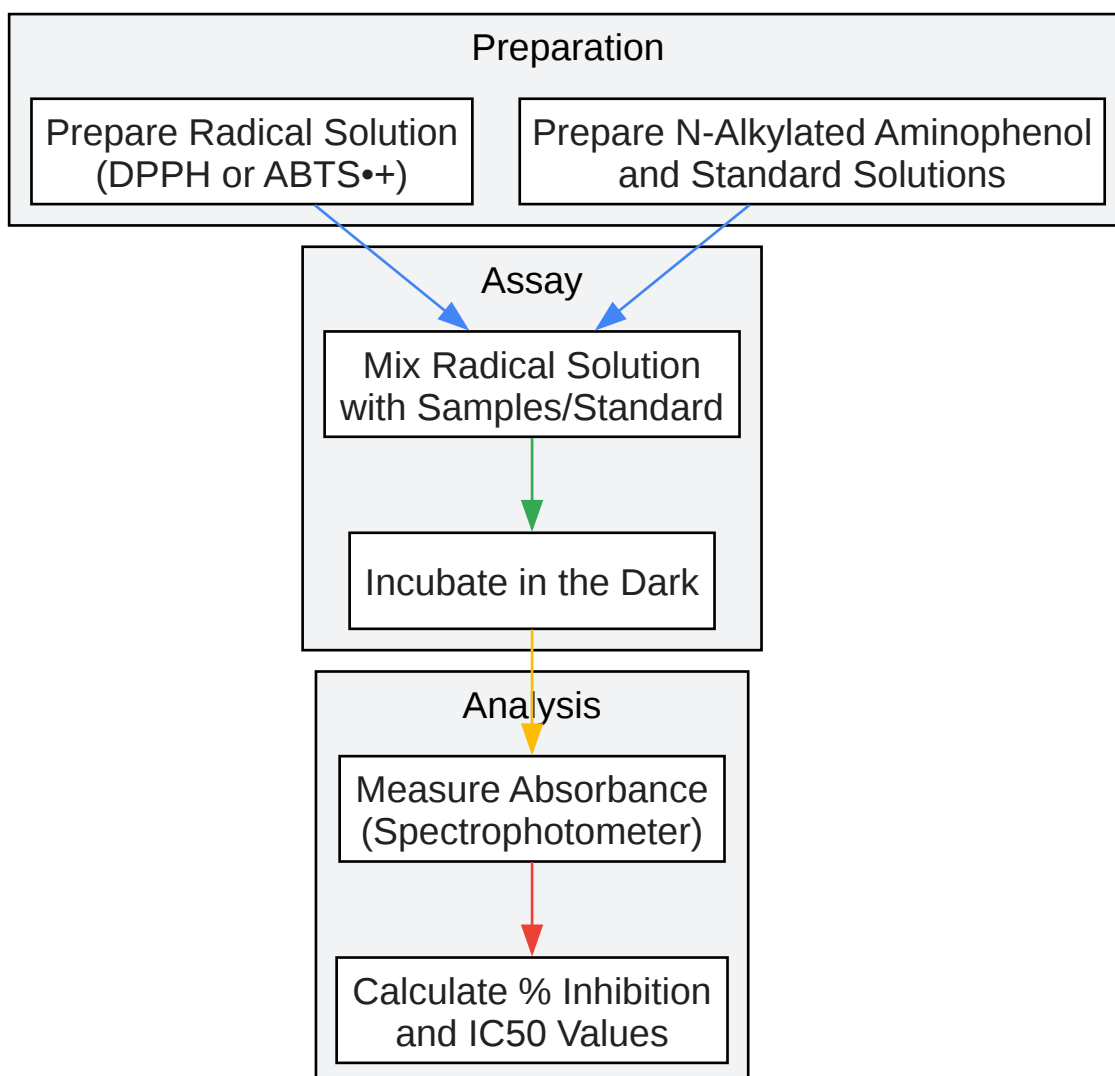 Preparation
Prepare Radical Solution
(DPPH or ABTS•+)
Prepare N-Alkylated Aminophenol
and Standard Solutions
Assay
Mix Radical Solution
with Samples/Standard
Incubate in the Dark
Analysis
Measure Absorbance
(Spectrophotometer)
Calculate % Inhibition
and IC50 Values